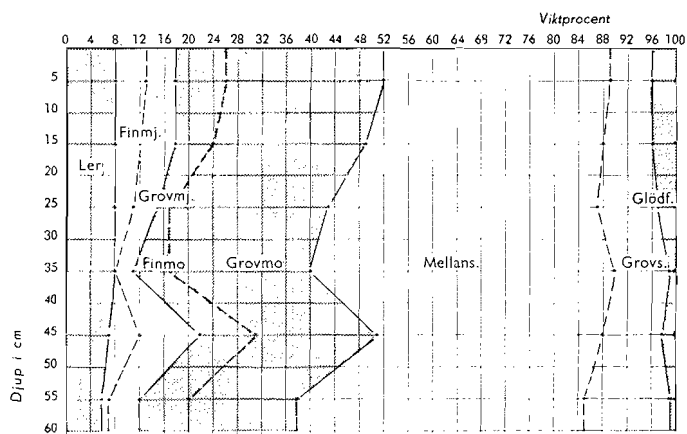 Viktprocent
0 4 8 12 16 20 24 28 32 36 40 44 48 52 56 60 64 69 72 76 80 84 88 92 96 100
5
10
Finmj.
15
Ler.
20
Grovmj. Glödf.
25
30
Finmo Grovmo Mellans. Grovs.
35
40
45
50
55
60
Djup i cm